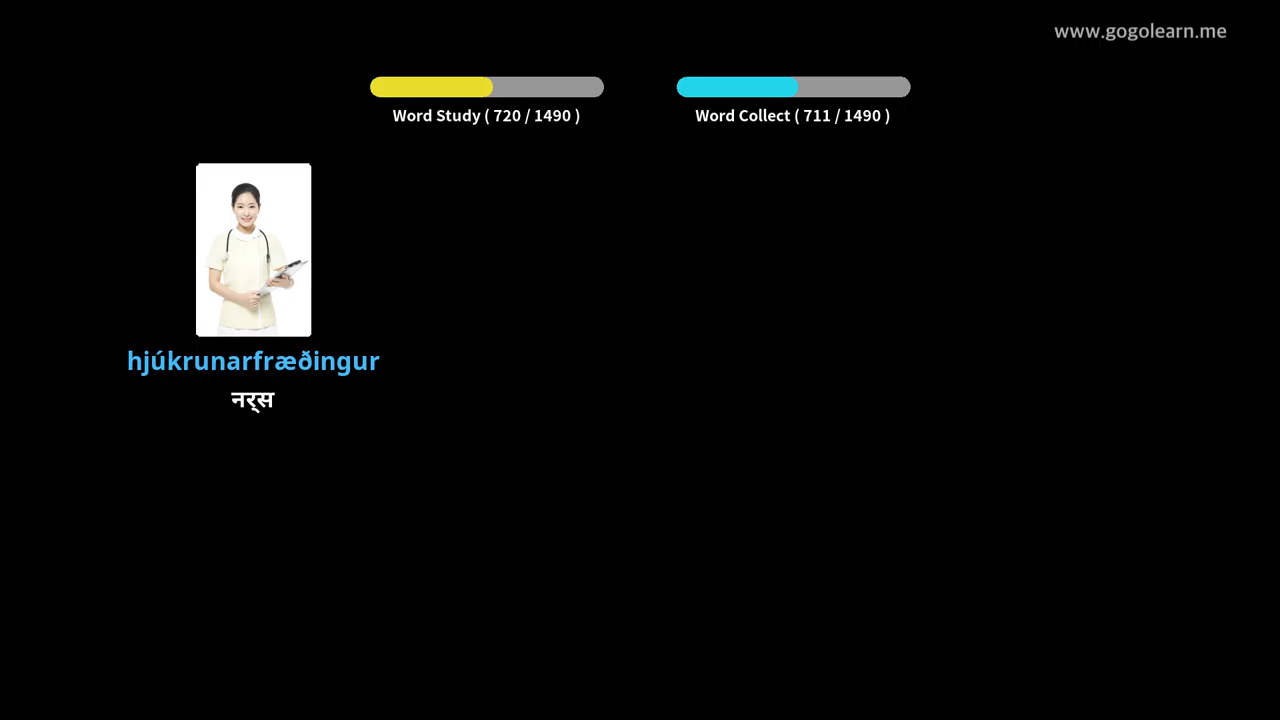 www.gogolearn.me
Word Study ( 720 / 1490 )
Word Collect ( 711 / 1490 )
hjúkrunarfræðingur
नर्स